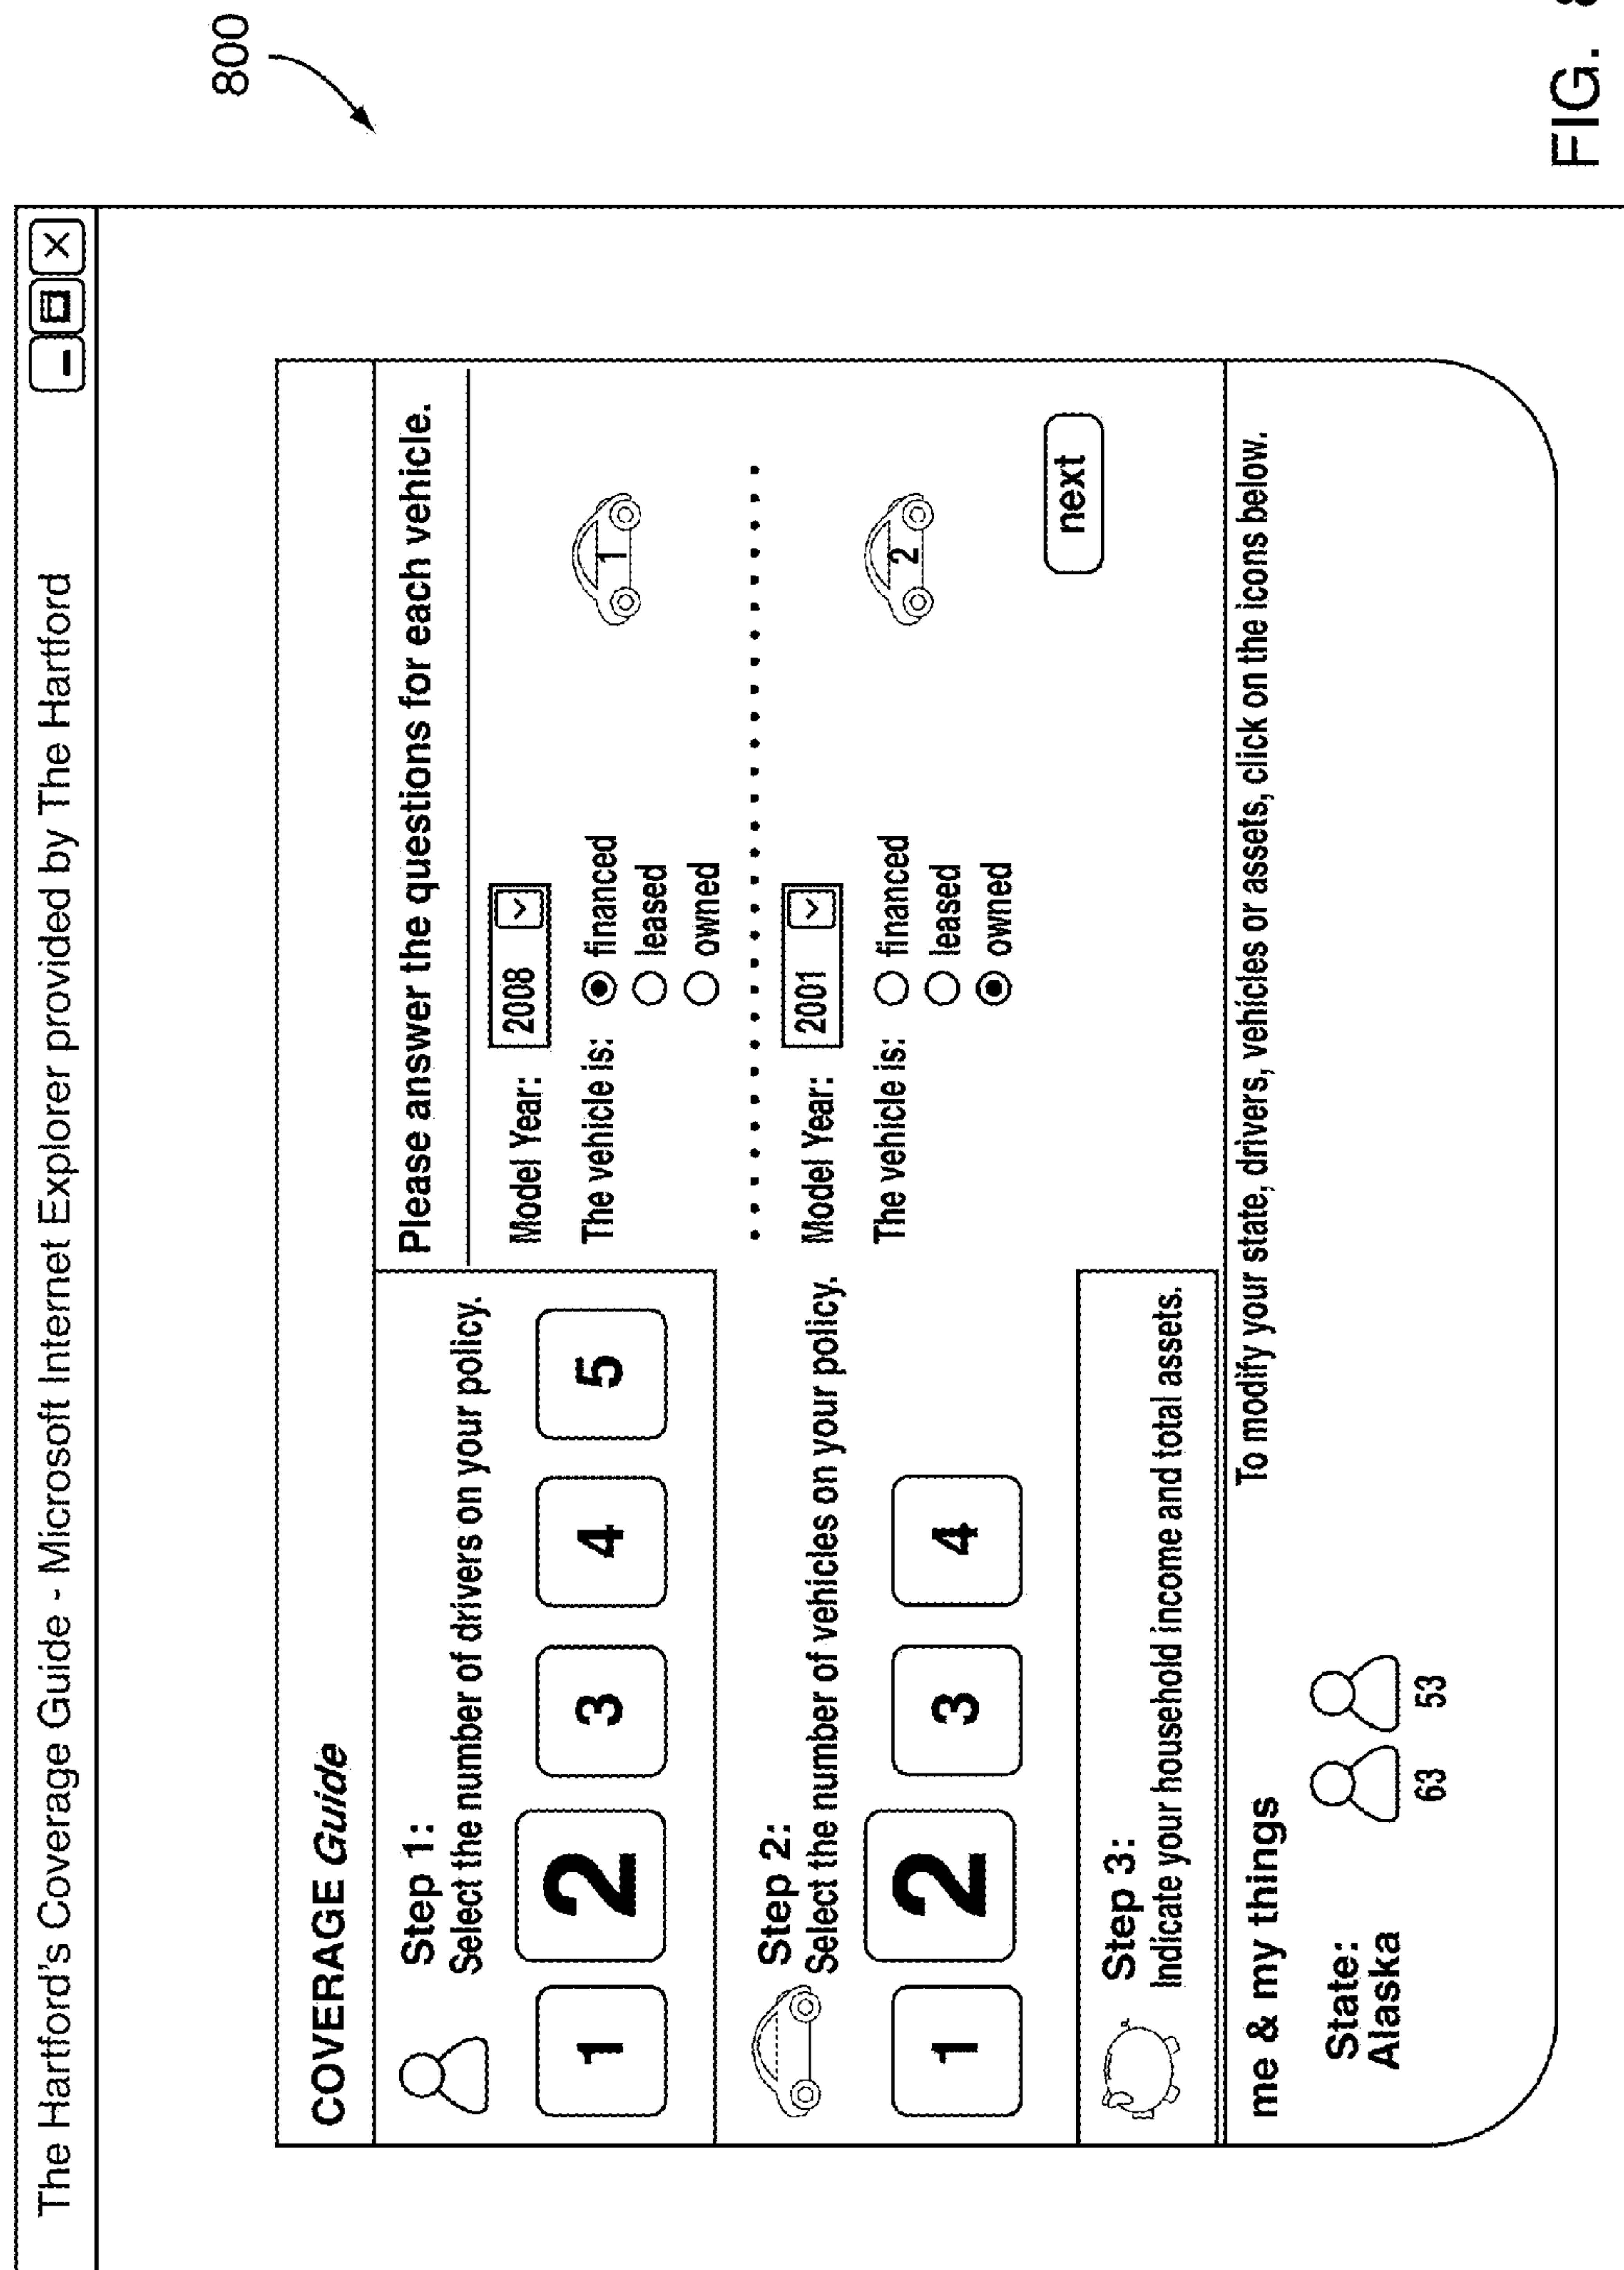 The Hartford's Coverage Guide - Microsoft Internet Explorer provided by The Hartford
800
COVERAGE Guide
Step 1:
Select the number of drivers on your policy.
1 2 3 4 5
Step 2:
Select the number of vehicles on your policy.
1 2 3 4
Step 3:
Indicate your household income and total assets.
Please answer the questions for each vehicle.
Model Year: 2008
The vehicle is: financed
leased
owned
1
Model Year: 2001
The vehicle is: financed
leased
owned
2
next
me & my things
To modify your state, drivers, vehicles or assets, click on the icons below.
State:
Alaska
63 53
FIG.